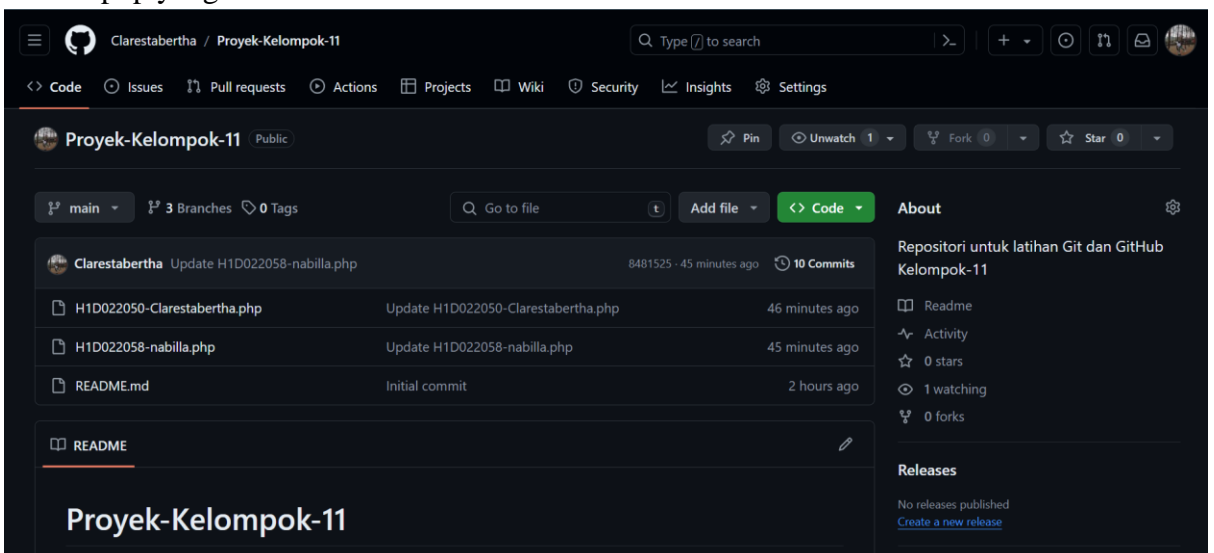 Clarestabertha / Proyek-Kelompok-11
Type / to search
Code Issues Pull requests Actions Projects Wiki Security Insights Settings
Proyek-Kelompok-11 Public
Pin Unwatch 1 Fork 0 Star 0
main 3 Branches 0 Tags
Go to file t Add file Code
Clarestabertha Update H1D022058-nabilla.php 8481525 · 45 minutes ago 10 Commits
H1D022050-Clarestabertha.php Update H1D022050-Clarestabertha.php 46 minutes ago
H1D022058-nabilla.php Update H1D022058-nabilla.php 45 minutes ago
README.md Initial commit 2 hours ago
README
Proyek-Kelompok-11
About
Repositori untuk latihan Git dan GitHub
Kelompok-11
Readme
Activity
0 stars
1 watching
0 forks
Releases
No releases published
Create a new release